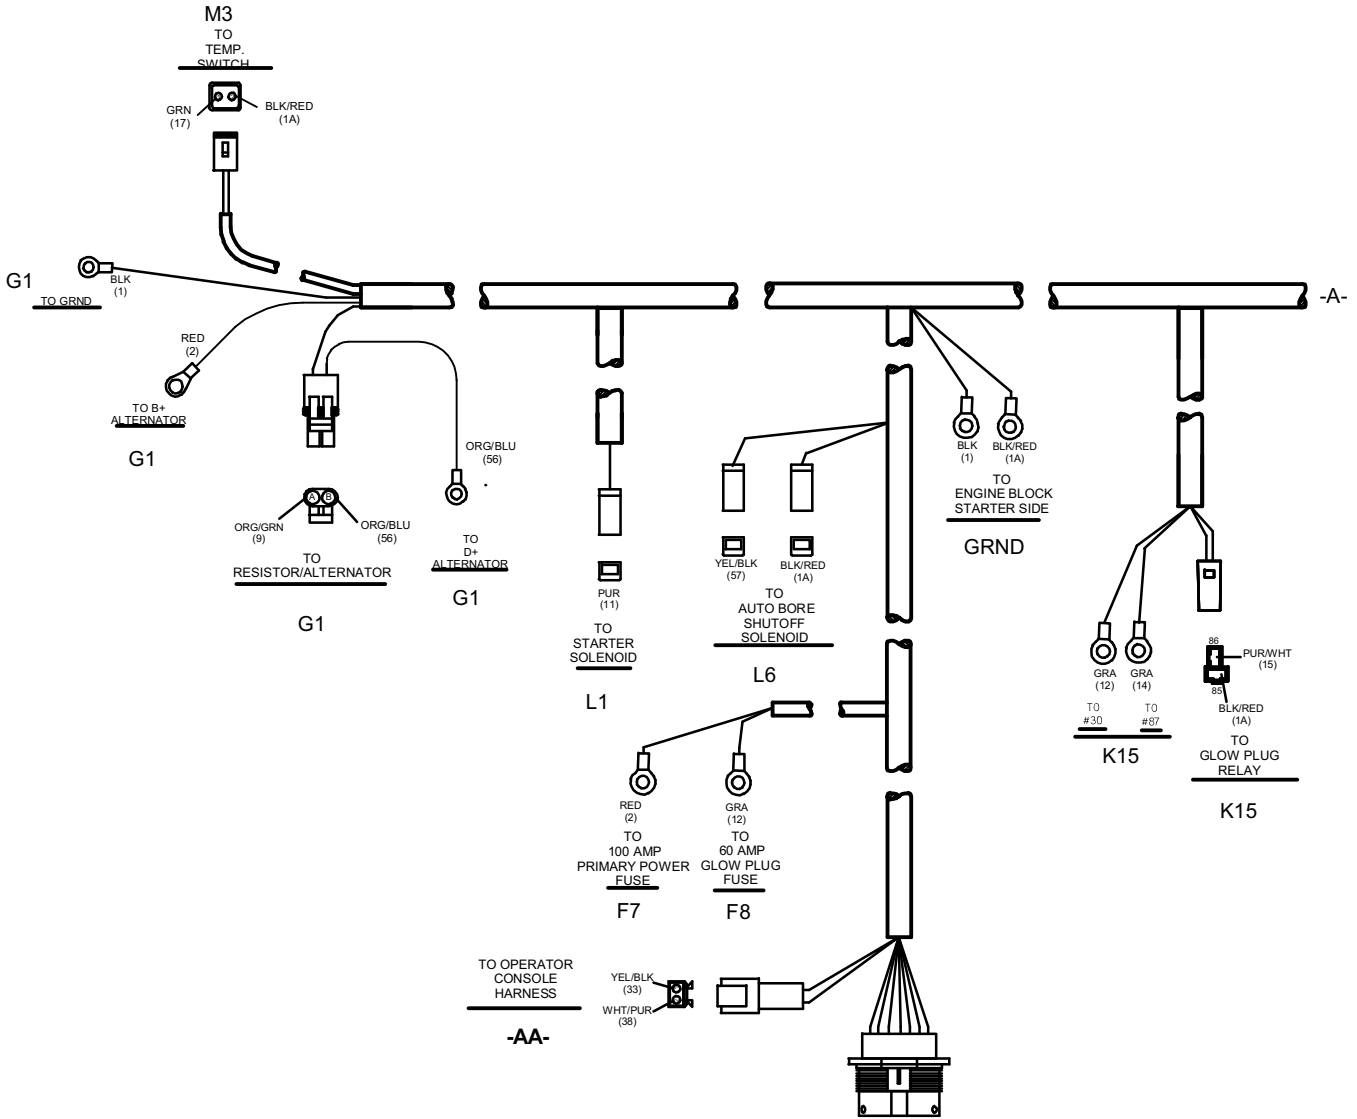 M3
TO
TEMP.
SWITCH
GRN
(17)
BLK/RED
(1A)
G1
TO GRND
BLK
(1)
-A-
RED
(2)
TO B+
ALTERNATOR
G1
ORG/BLU
(56)
A B
ORG/GRN
(9)
ORG/BLU
(56)
TO
RESISTOR/ALTERNATOR
G1
TO
D+
ALTERNATOR
G1
PUR
(11)
TO
STARTER
SOLENOID
L1
YEL/BLK
(57)
BLK/RED
(1A)
TO
AUTO BORE
SHUTOFF
SOLENOID
L6
BLK
(1)
BLK/RED
(1A)
TO
ENGINE BLOCK
STARTER SIDE
GRND
GRA
(12)
GRA
(14)
TO
#30
TO
#87
K15
86
PUR/WHT
(15)
85
BLK/RED
(1A)
TO
GLOW PLUG
RELAY
K15
RED
(2)
TO
100 AMP
PRIMARY POWER
FUSE
F7
GRA
(12)
TO
60 AMP
GLOW PLUG
FUSE
F8
TO OPERATOR
CONSOLE
HARNESS
-AA-
YEL/BLK
(33)
WHT/PUR
(38)